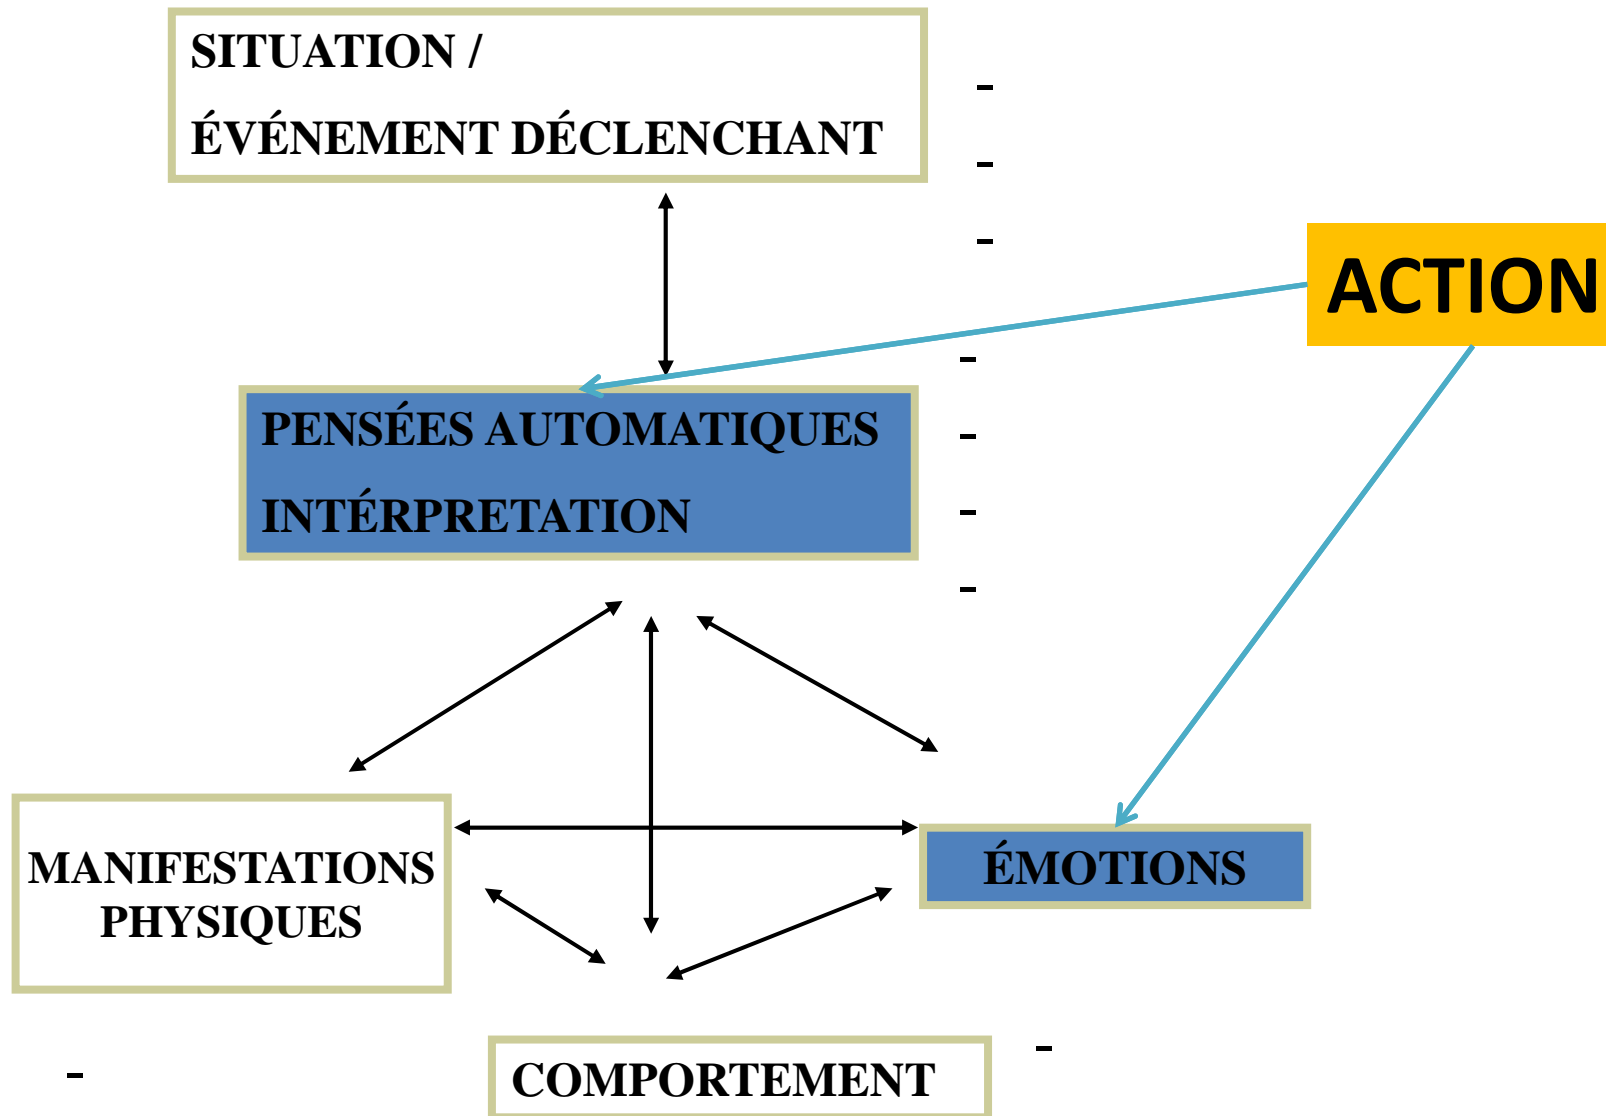 SITUATION /
ÉVÉNEMENT DÉCLENCHANT
-
-
-
ACTION
PENSÉES AUTOMATIQUES
INTÉRPRETATION
-
-
-
-
MANIFESTATIONS
PHYSIQUES
ÉMOTIONS
-
COMPORTEMENT
-